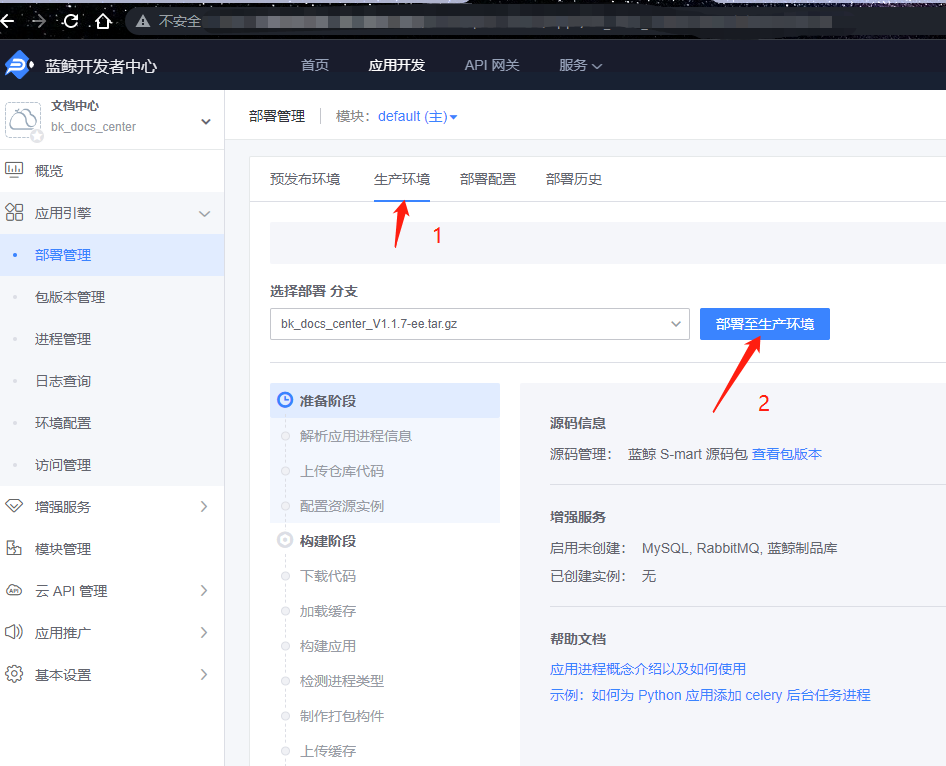 不安全
蓝鲸开发者中心
首页
应用开发
API 网关
服务
文档中心
bk_docs_center
概览
应用引擎
部署管理
包版本管理
进程管理
日志查询
环境配置
访问管理
增强服务
模块管理
云 API 管理
应用推广
基本设置
部署管理
模块： default (主)
预发布环境
生产环境
部署配置
部署历史
1
选择部署 分支
bk_docs_center_V1.1.7-ee.tar.gz
部署至生产环境
2
准备阶段
解析应用进程信息
上传仓库代码
配置资源实例
构建阶段
下载代码
加载缓存
构建应用
检测进程类型
制作打包构件
上传缓存
源码信息
源码管理： 蓝鲸 S-mart 源码包 查看包版本
增强服务
启用未创建： MySQL, RabbitMQ, 蓝鲸制品库
已创建实例： 无
帮助文档
应用进程概念介绍以及如何使用
示例：如何为 Python 应用添加 celery 后台任务进程